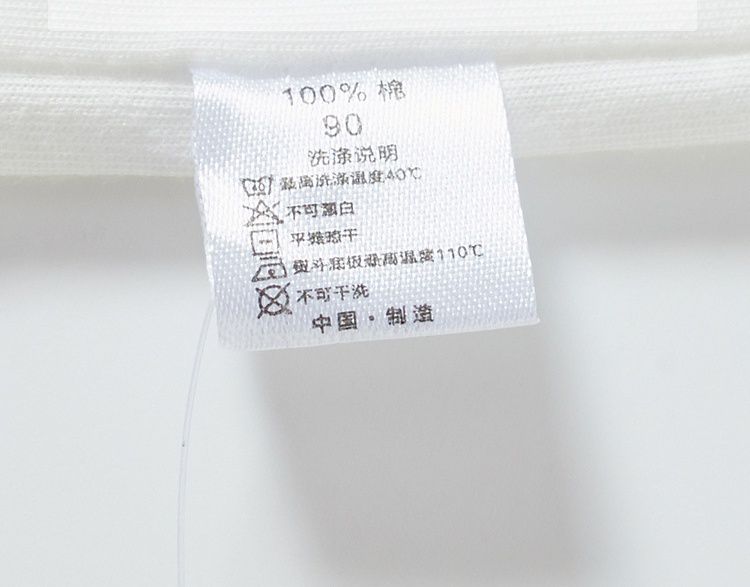 100% 棉
90
洗涤说明
最高洗涤温度40℃
不可漂白
平摊晾干
熨斗底板最高温度110℃
不可干洗
中国·制造